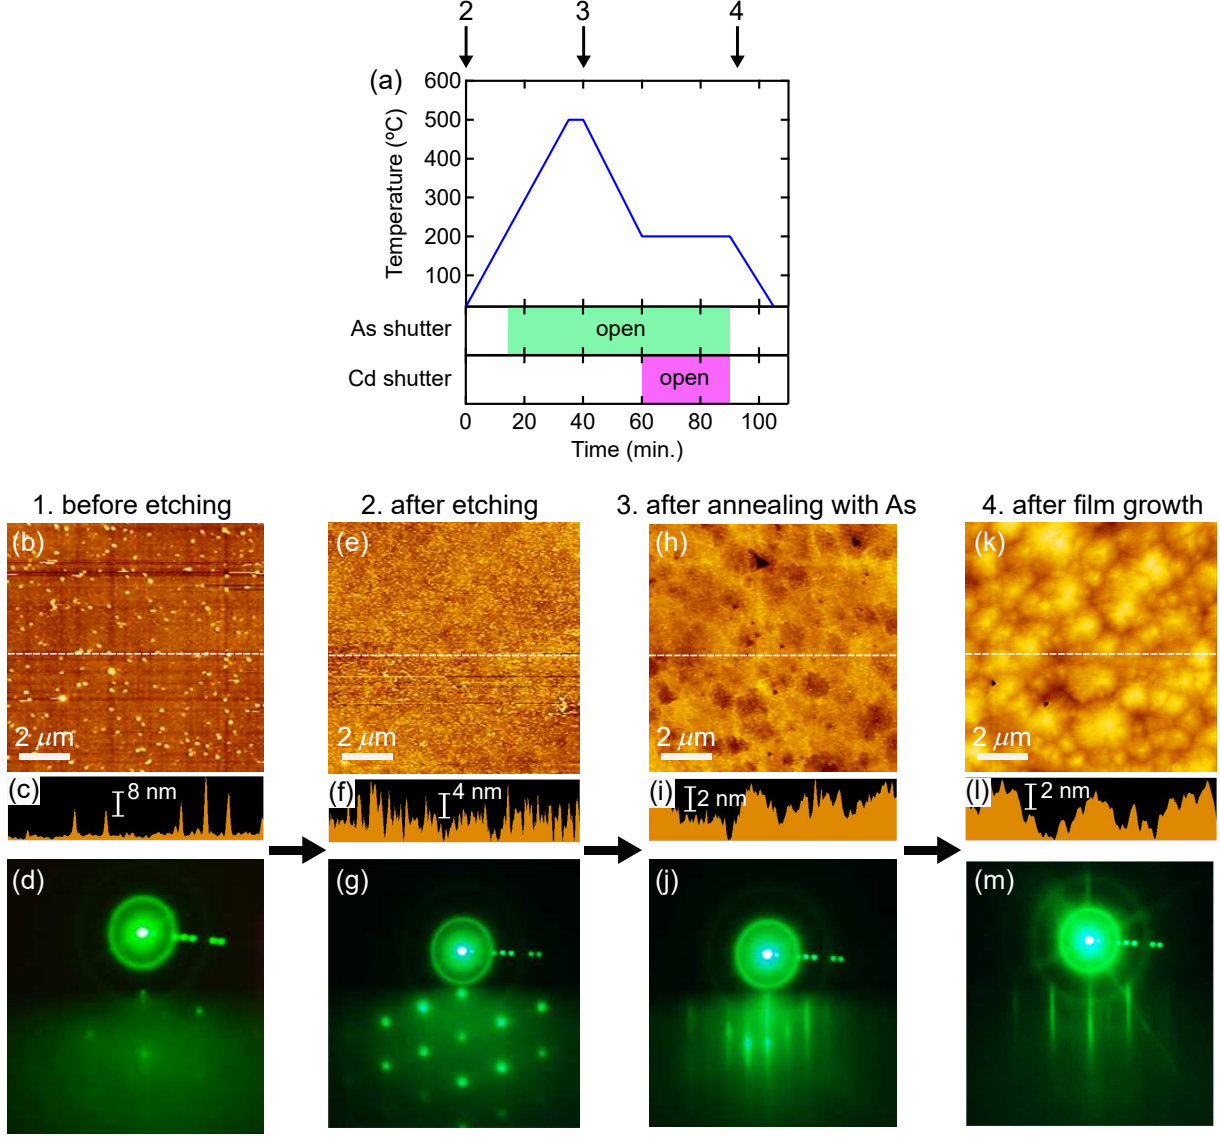 2 3 4
(a)
600
500
400
300
200
100
Temperature (ºC)
As shutter open
Cd shutter open
0 20 40 60 80 100
Time (min.)
1. before etching 2. after etching 3. after annealing with As 4. after film growth
(b) (e) (h) (k)
2 μm 2 μm 2 μm 2 μm
(c) 8 nm (f) 4 nm (i) 2 nm (l) 2 nm
(d) (g) (j) (m)